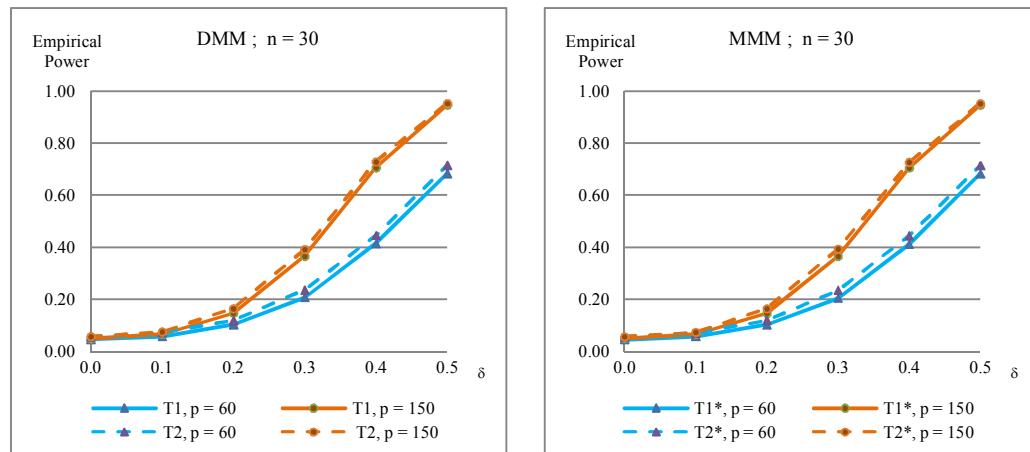 DMM ; n = 30
Empirical
Power
1.00
0.80
0.60
0.40
0.20
0.00
0.0 0.1 0.2 0.3 0.4 0.5 δ
T1, p = 60 T1, p = 150
T2, p = 60 T2, p = 150
MMM ; n = 30
Empirical
Power
1.00
0.80
0.60
0.40
0.20
0.00
0.0 0.1 0.2 0.3 0.4 0.5 δ
T1*, p = 60 T1*, p = 150
T2*, p = 60 T2*, p = 150